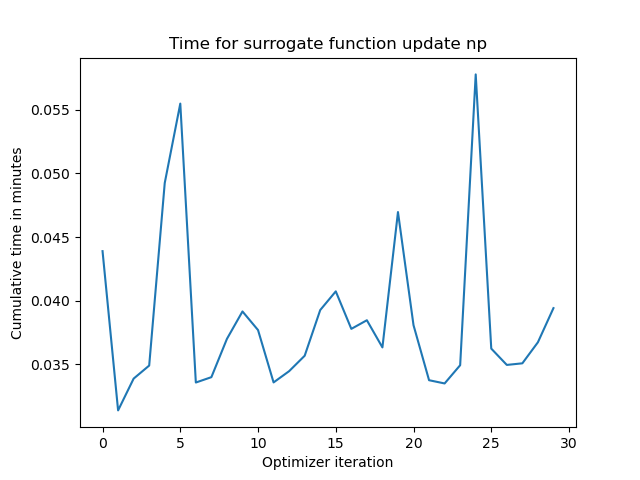 Time for surrogate function update np
Cumulative time in minutes
0.055
0.050
0.045
0.040
0.035
0 5 10 15 20 25 30
Optimizer iteration